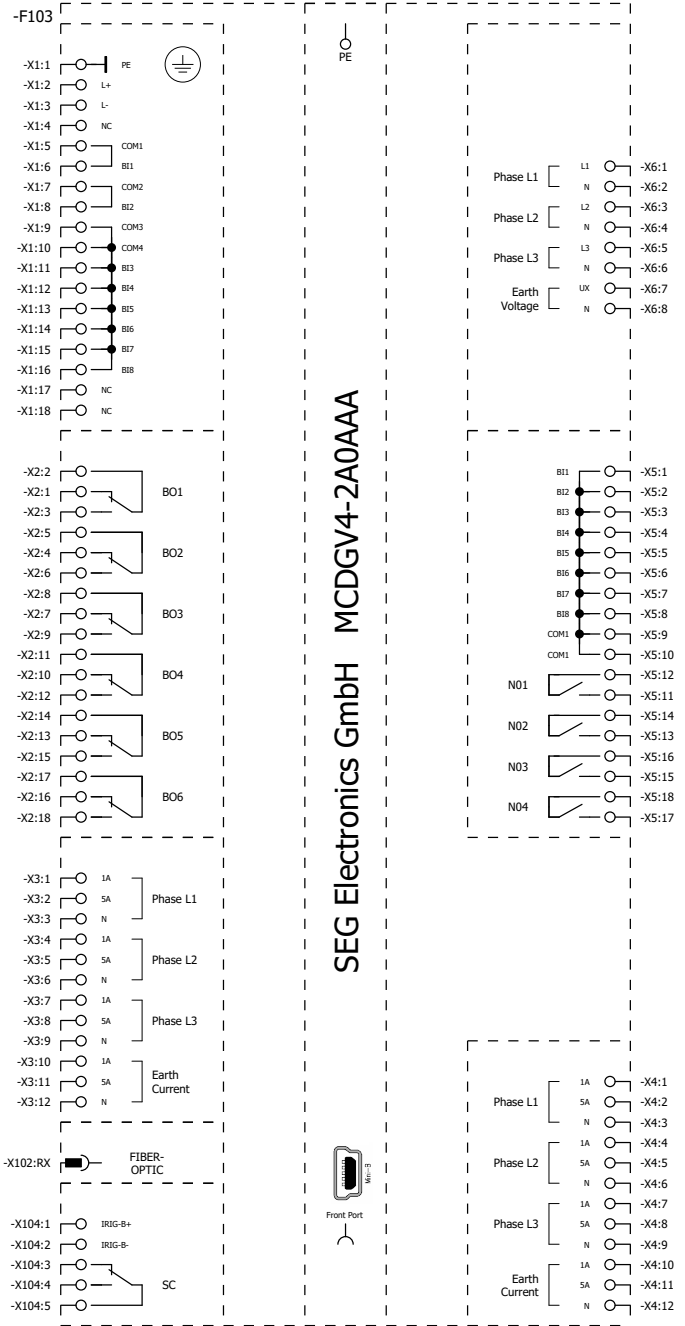 -F103
PE
-X1:1 PE
-X1:2 L+
-X1:3 L-
-X1:4 NC
-X1:5 COM1
-X1:6 BI1
-X1:7 COM2
-X1:8 BI2
-X1:9 COM3
-X1:10 COM4
-X1:11 BI3
-X1:12 BI4
-X1:13 BI5
-X1:14 BI6
-X1:15 BI7
-X1:16 BI8
-X1:17 NC
-X1:18 NC
-X2:2
-X2:1 BO1
-X2:3
-X2:5
-X2:4 BO2
-X2:6
-X2:8
-X2:7 BO3
-X2:9
-X2:11
-X2:10 BO4
-X2:12
-X2:14
-X2:13 BO5
-X2:15
-X2:17
-X2:16 BO6
-X2:18
-X3:1 1A
-X3:2 5A Phase L1
-X3:3 N
-X3:4 1A
-X3:5 5A Phase L2
-X3:6 N
-X3:7 1A
-X3:8 5A Phase L3
-X3:9 N
-X3:10 1A
-X3:11 5A Earth Current
-X3:12 N
-X102:RX FIBER-
OPTIC
-X104:1 IRIG-B+
-X104:2 IRIG-B-
-X104:3
-X104:4 SC
-X104:5
SEG Electronics GmbH MCDGV4-2A0AAA
Mini-B
Front Port
Phase L1 L1 -X6:1
N -X6:2
Phase L2 L2 -X6:3
N -X6:4
Phase L3 L3 -X6:5
N -X6:6
Earth Voltage UX -X6:7
N -X6:8
BI1 -X5:1
BI2 -X5:2
BI3 -X5:3
BI4 -X5:4
BI5 -X5:5
BI6 -X5:6
BI7 -X5:7
BI8 -X5:8
COM1 -X5:9
COM1 -X5:10
N01 -X5:12
-X5:11
N02 -X5:14
-X5:13
N03 -X5:16
-X5:15
N04 -X5:18
-X5:17
1A -X4:1
Phase L1 5A -X4:2
N -X4:3
1A -X4:4
Phase L2 5A -X4:5
N -X4:6
1A -X4:7
Phase L3 5A -X4:8
N -X4:9
1A -X4:10
Earth Current 5A -X4:11
N -X4:12